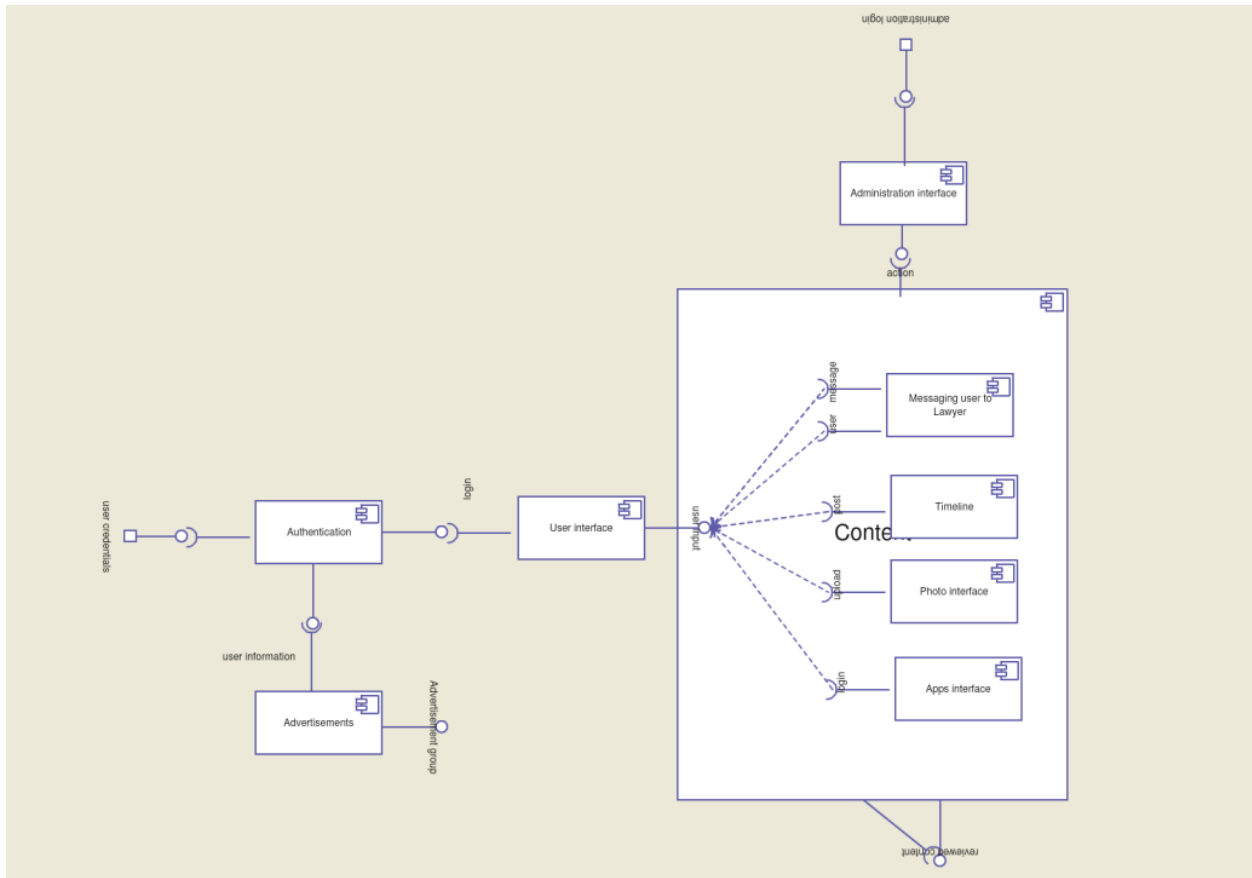 administration login
Administration interface
action
message
Messaging user to
Lawyer
user
login
user credentials
Authentication
User interface
user input
post
Timeline
Content
upload
Photo interface
user information
login
Apps interface
Advertisements
Advertisement group
reviewed content